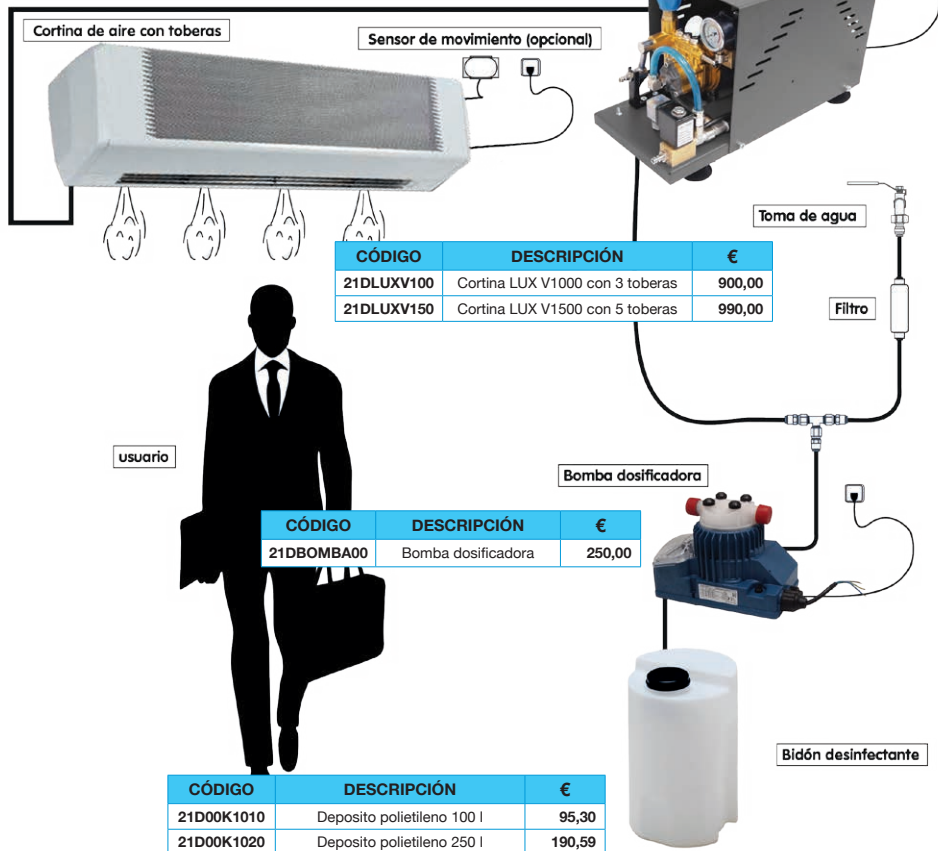 Cortina de aire con toberas
Sensor de movimiento (opcional)
Toma de agua
CÓDIGO DESCRIPCIÓN €
21DLUXV100 Cortina LUX V1000 con 3 toberas 900,00
21DLUXV150 Cortina LUX V1500 con 5 toberas 990,00
Filtro
usuario
Bomba dosificadora
CÓDIGO DESCRIPCIÓN €
21DBOMBA00 Bomba dosificadora 250,00
Bidón desinfectante
CÓDIGO DESCRIPCIÓN €
21D00K1010 Deposito polietileno 100 l 95,30
21D00K1020 Deposito polietileno 250 l 190,59